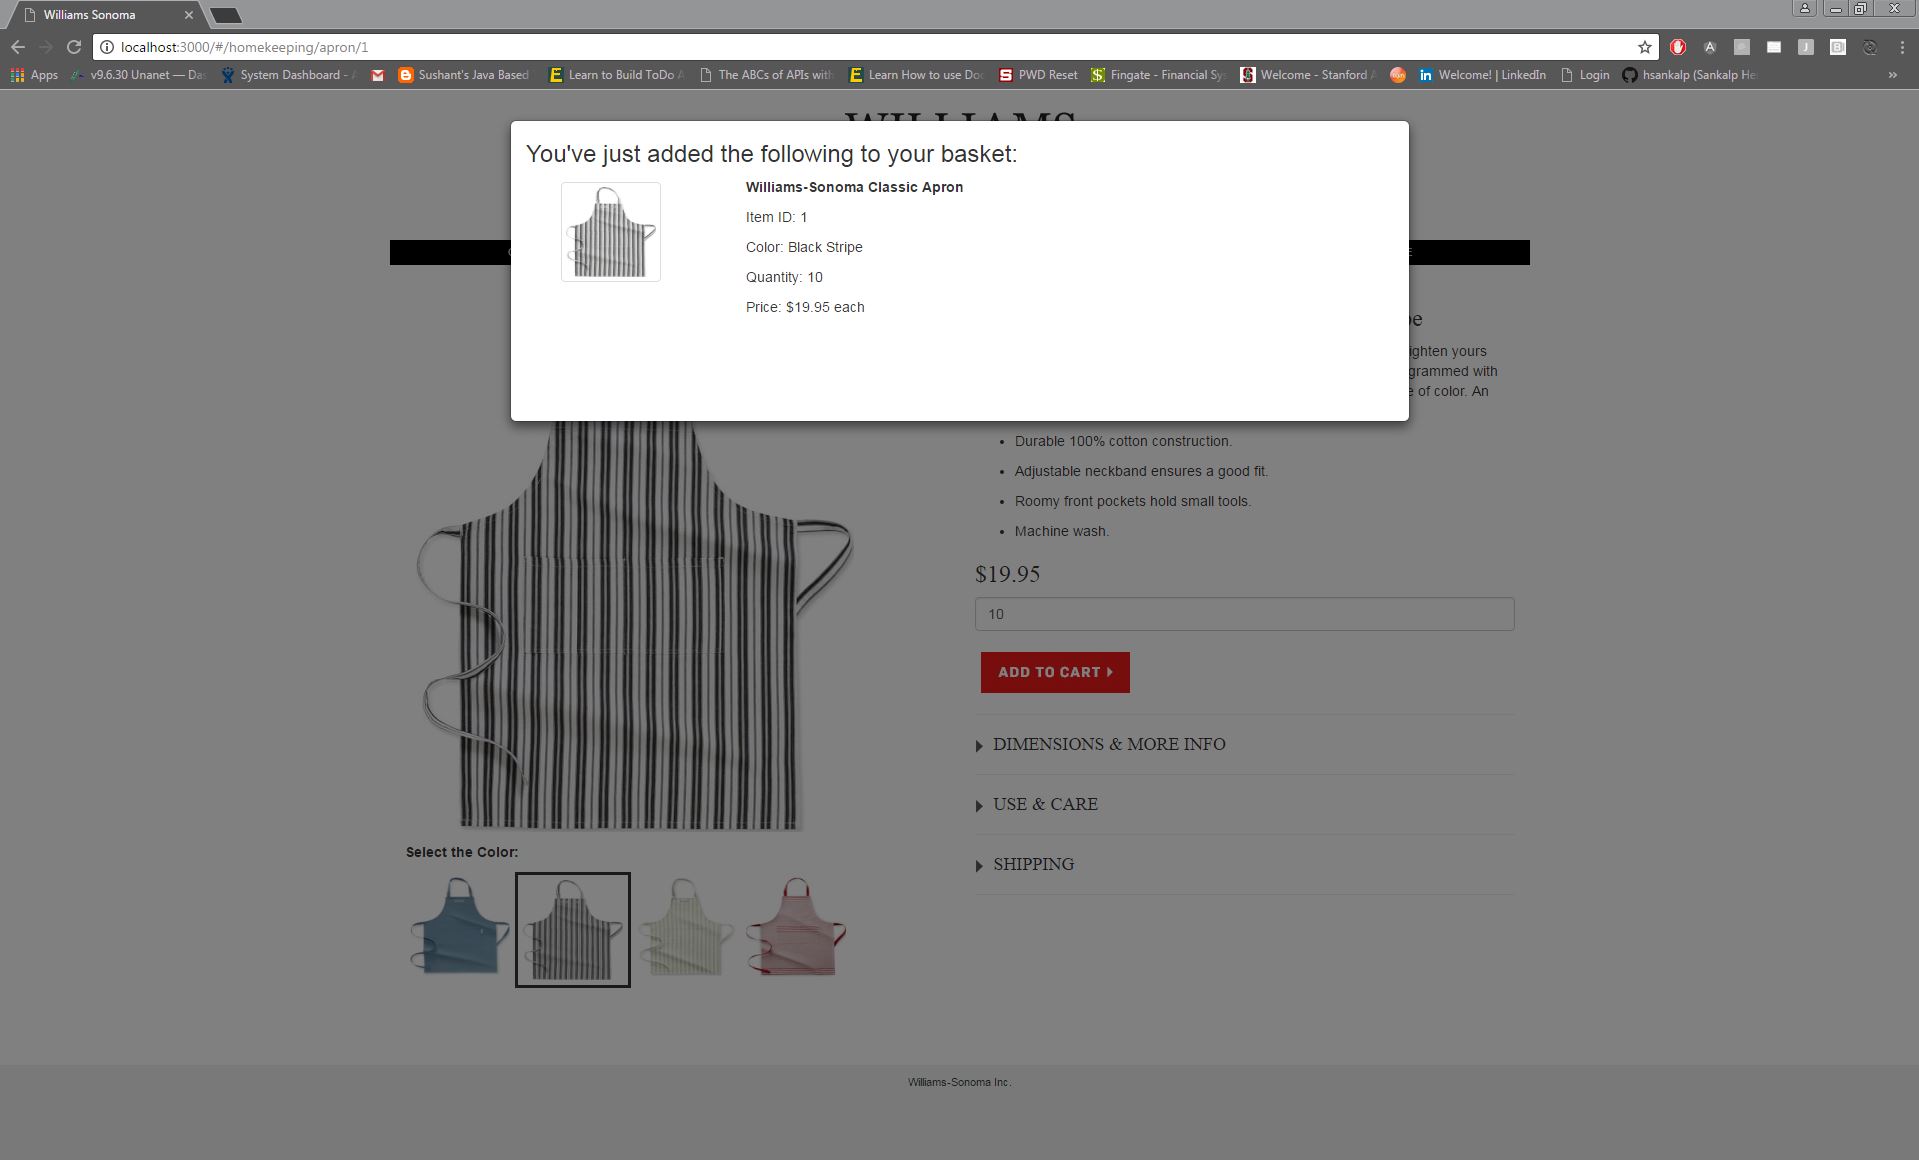 Williams Sonoma
localhost:3000/#/homekeeping/apron/1
Apps v9.6.30 Unanet — Das System Dashboard - Sushant's Java Based Learn to Build ToDo The ABCs of APIs with Learn How to use Doc PWD Reset Fingate - Financial Sys Welcome - Stanford Welcome! | LinkedIn Login hsankalp (Sankalp He »
WILLIAMS
You've just added the following to your basket:
Williams-Sonoma Classic Apron
Item ID: 1
Color: Black Stripe
Quantity: 10
Price: $19.95 each
pe
ighten yours
grammed with
e of color. An
• Durable 100% cotton construction.
• Adjustable neckband ensures a good fit.
• Roomy front pockets hold small tools.
• Machine wash.
$19.95
10
ADD TO CART
DIMENSIONS & MORE INFO
USE & CARE
SHIPPING
Select the Color:
Williams-Sonoma Inc.